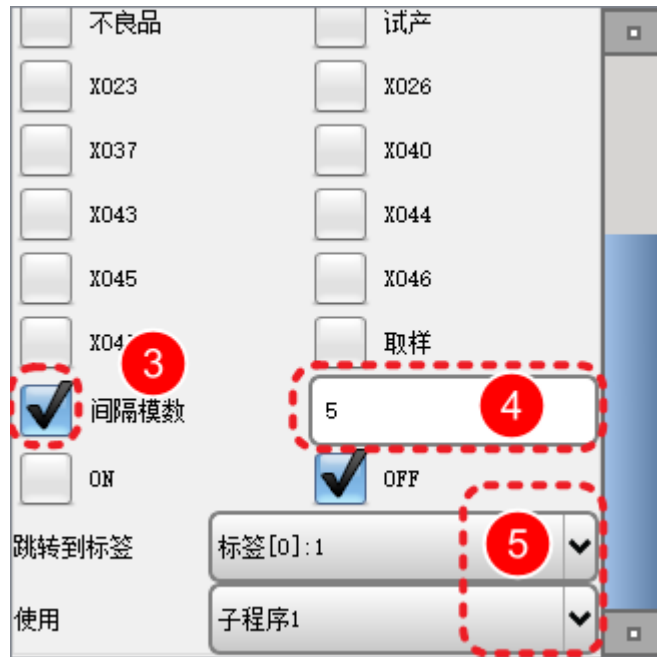 不良品 试产
X023 X026
X037 X040
X043 X044
X045 X046
取样
3
间隔模数 5 4
ON OFF
跳转到标签 标签[0]:1 5
使用 子程序1